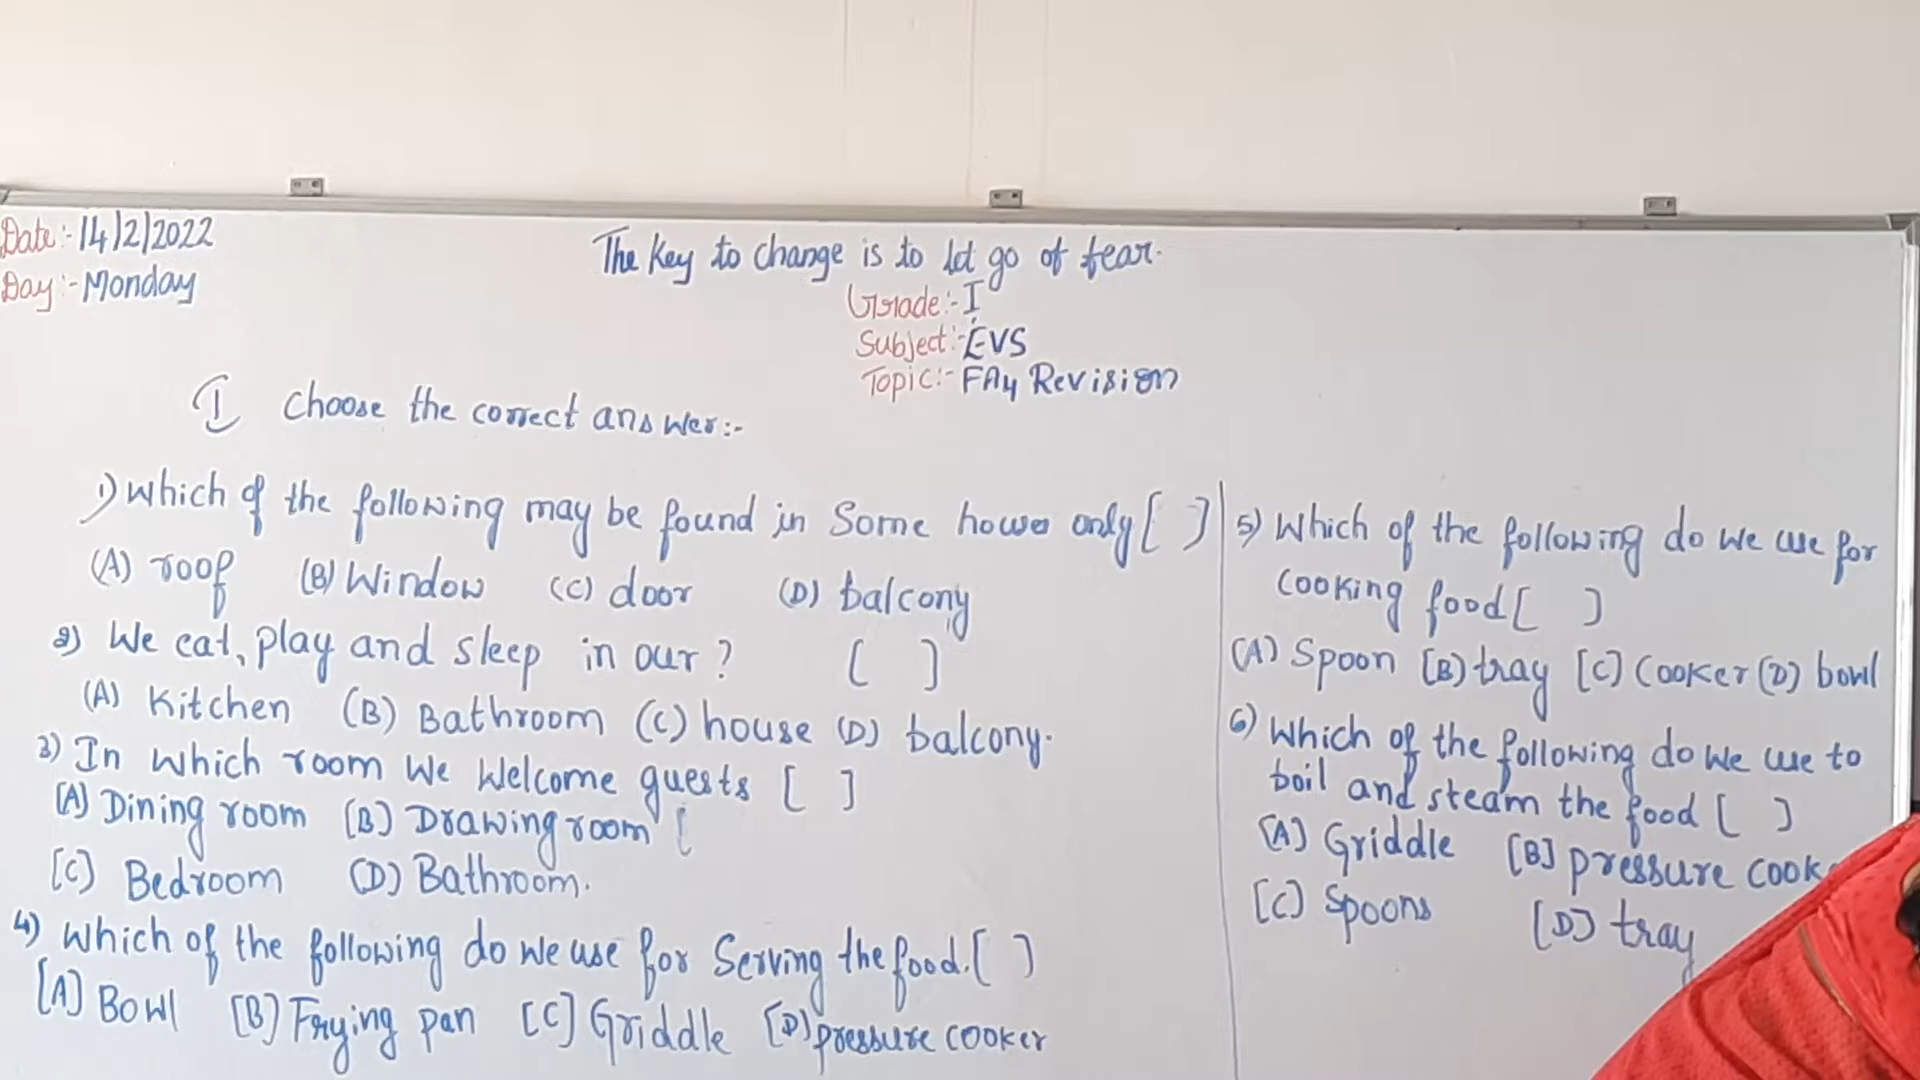 Date:- 14/2/2022
Day:- Monday
The Key to change is to let go of fear.
Grade:- I
Subject:- EVS
Topic:- FA4 Revision
I Choose the correct answer:-
1) Which of the following may be found in Some houses only [ ]
(A) roof (B) Window (C) door (D) balcony
2) We eat, play and sleep in our? [ ]
(A) Kitchen (B) Bathroom (C) house (D) balcony.
3) In which room We Welcome guests [ ]
(A) Dining room (B) Drawing room
[C] Bedroom (D) Bathroom.
4) Which of the following do we use for Serving the food. [ ]
[A] Bowl [B] Frying pan [C] Griddle [D] pressure cooker
5) Which of the following do we use for
Cooking food [ ]
(A) Spoon [B] tray [C] Cooker (D) bowl
6) Which of the following do we use to
boil and steam the food [ ]
[A] Griddle [B] pressure
[C] Spoons [D] tray